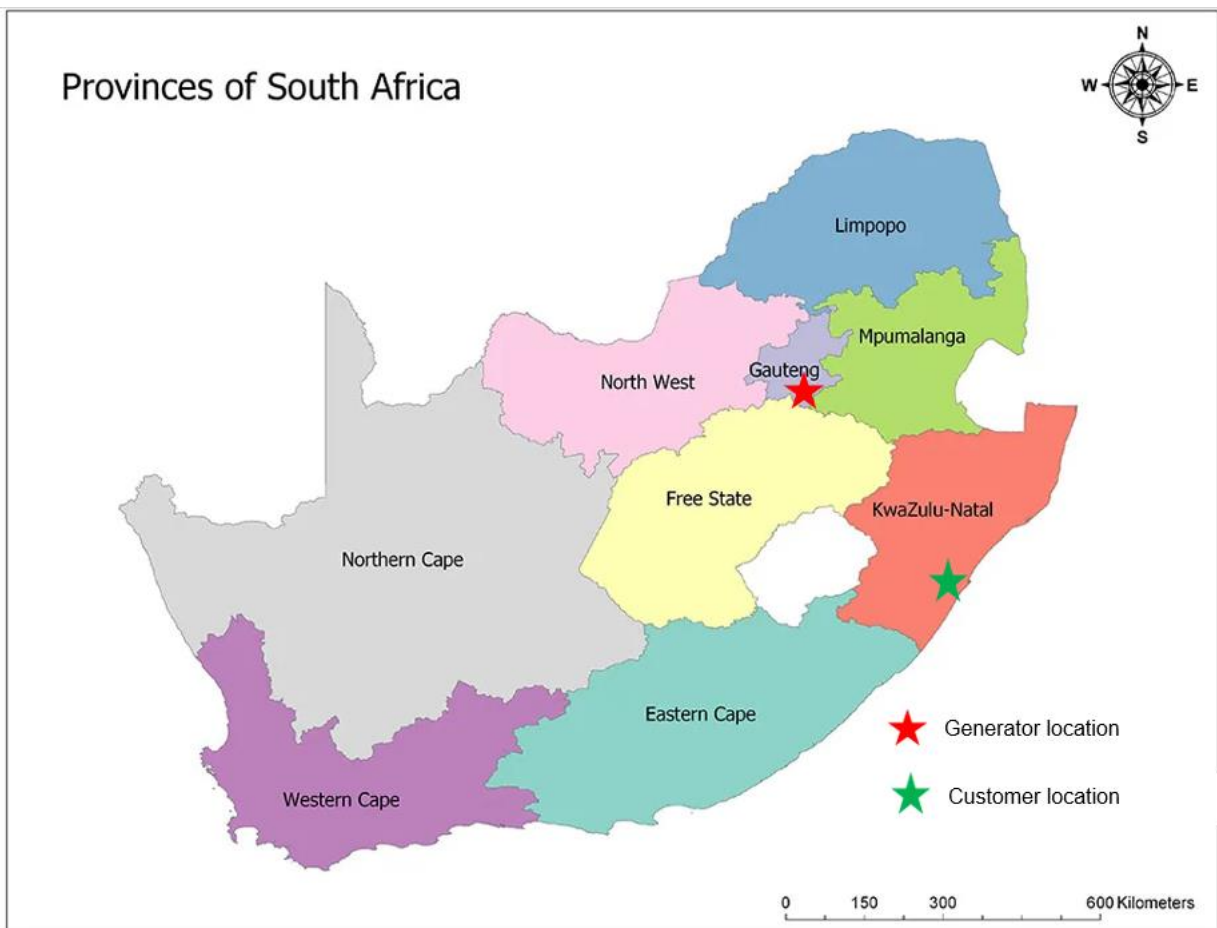 Provinces of South Africa
N
W E
S
Limpopo
Mpumalanga
Gauteng
North West
Free State
KwaZulu-Natal
Northern Cape
Eastern Cape
Western Cape
Generator location
Customer location
0 150 300 600 Kilometers